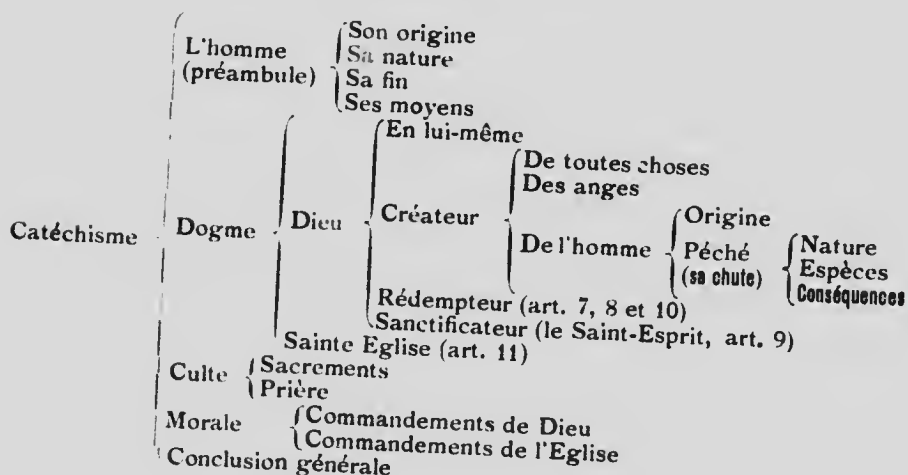 Son origine
L'homme
Sa nature
(préambule)
Sa fin
Ses moyens
En lui-même
De toutes choses
Des anges
Catéchisme
Dogme
Dieu
Créateur
Origine
De l'homme
Péché
(sa chute)
Nature
Espèces
Conséquences
Rédempteur (art. 7, 8 et 10)
Sanctificateur (le Saint-Esprit, art. 9)
Sainte Eglise (art. 11)
Culte
Sacrements
Prière
Morale
Commandements de Dieu
Commandements de l'Eglise
Conclusion générale